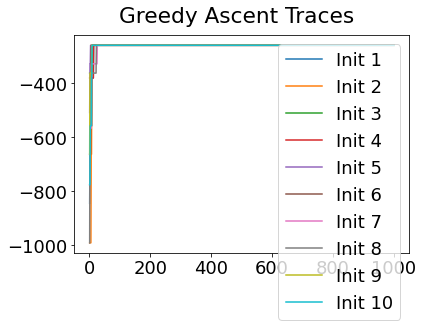 Greedy Ascent Traces
−400
−600
−800
−1000
0
200
400
600
800
1000
Init 1
Init 2
Init 3
Init 4
Init 5
Init 6
Init 7
Init 8
Init 9
Init 10